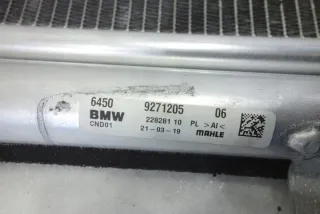 6450 9271205 06
BMW 228281 10 PL >Al<
CND01 21-03-19 MAHLE